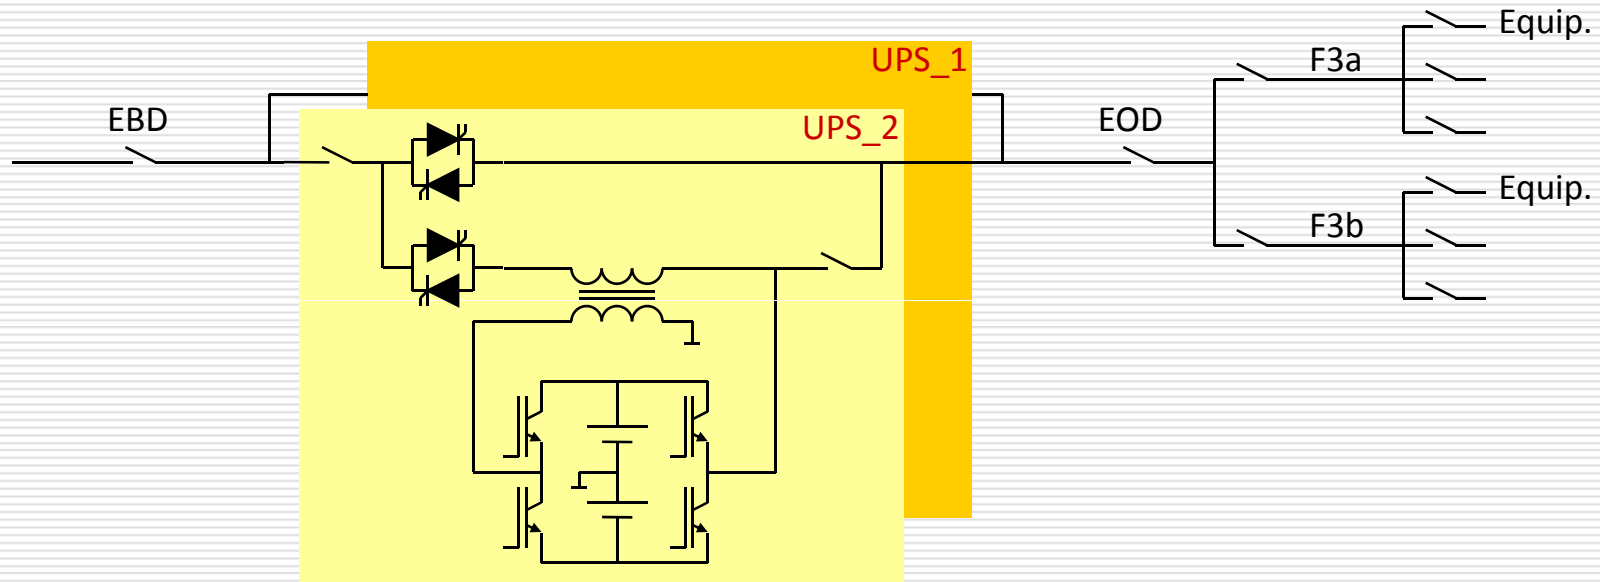 EBD
UPS_1
UPS_2
EOD
F3a
Equip.
F3b
Equip.